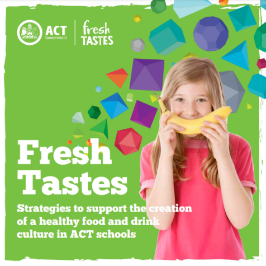 ACT
fresh
TASTES
Fresh
Tastes
Strategies to support the creation
of a healthy food and drink
culture in ACT schools